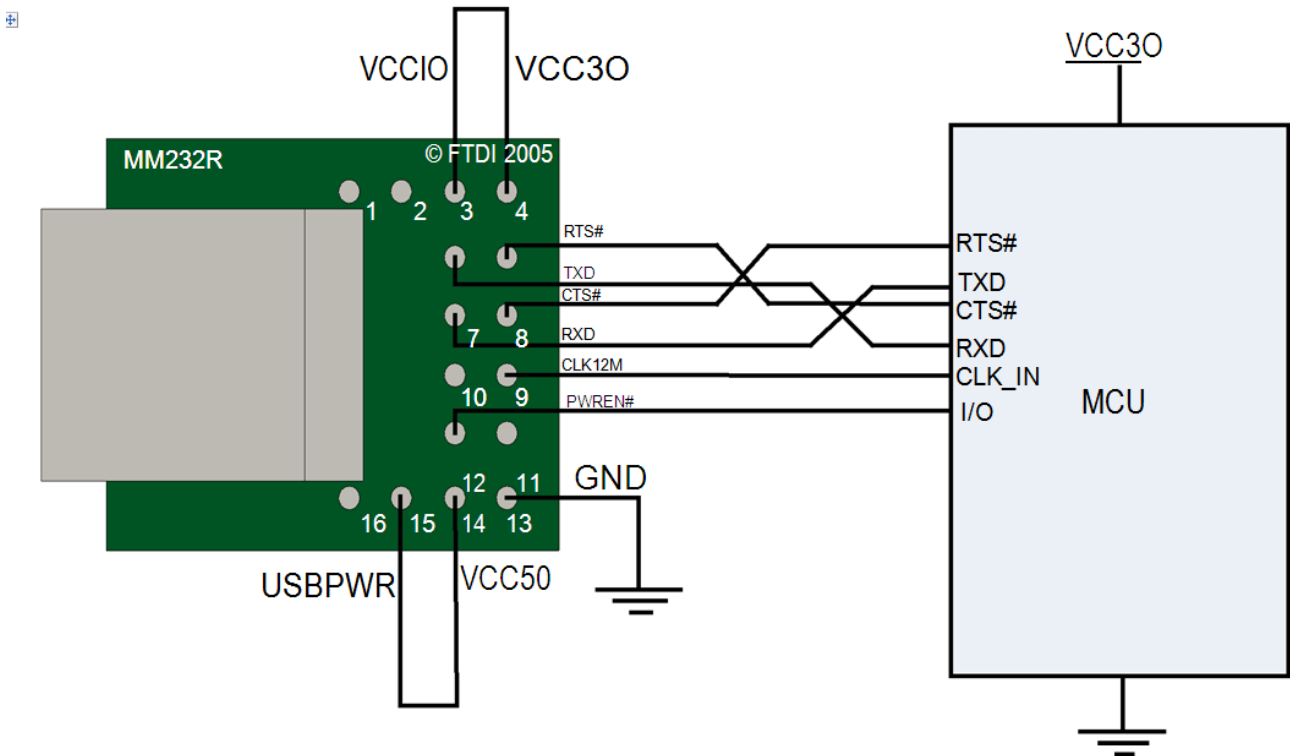 VCCIO
VCC3O
VCC3O
MM232R
© FTDI 2005
1
2
3
4
RTS#
TXD
CTS#
RXD
CLK12M
PWREN#
7
8
10
9
12
11
16
15
14
13
GND
USBPWR
VCC50
RTS#
TXD
CTS#
RXD
CLK_IN
I/O
MCU